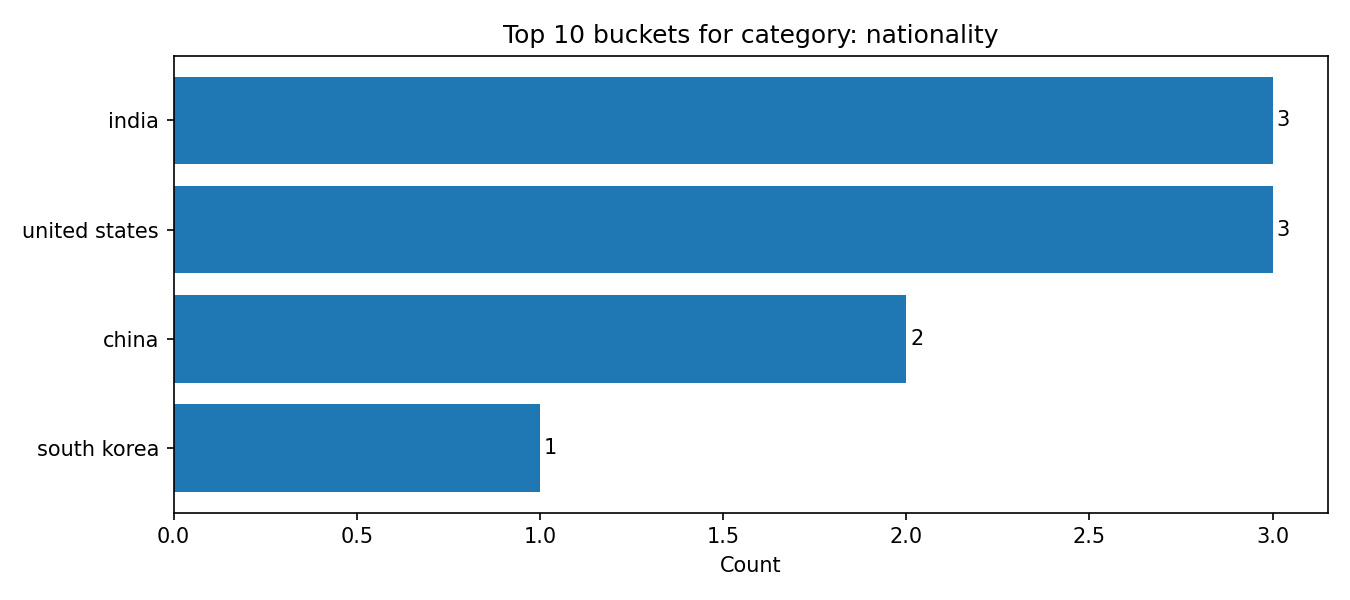 Top 10 buckets for category: nationality
india
3
united states
3
china
2
south korea
1
0.0 0.5 1.0 1.5 2.0 2.5 3.0
Count